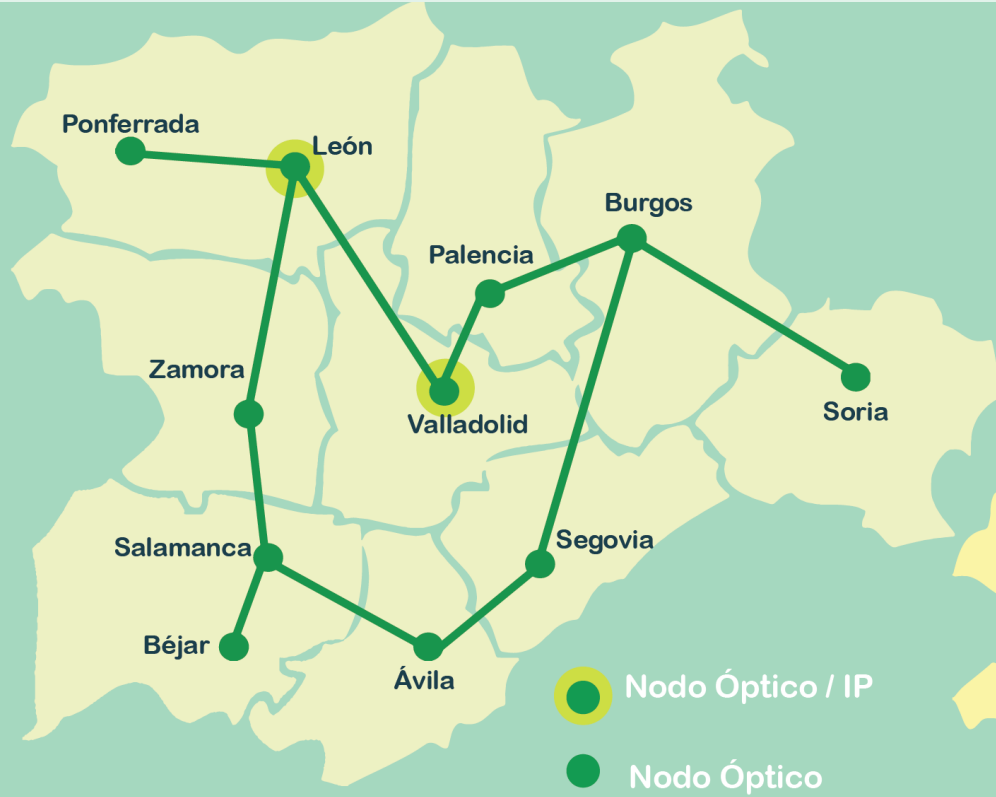 Ponferrada
León
Burgos
Palencia
Zamora
Soria
Valladolid
Segovia
Salamanca
Béjar
Ávila
Nodo Óptico / IP
Nodo Óptico